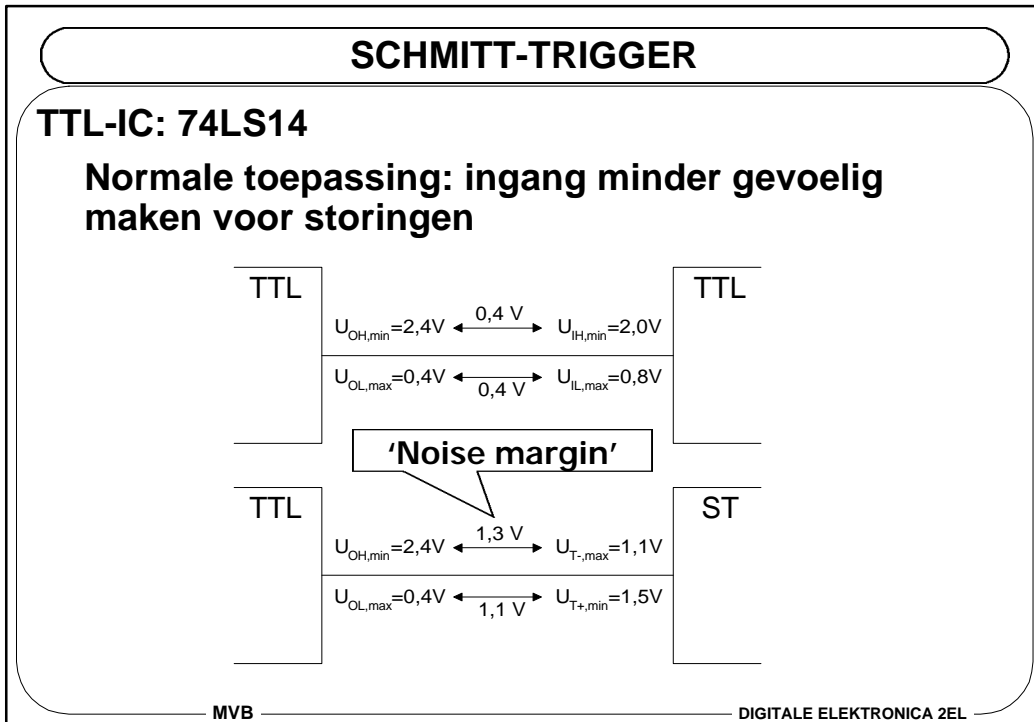 SCHMITT-TRIGGER
TTL-IC: 74LS14
Normale toepassing: ingang minder gevoelig
maken voor storingen
TTL
TTL
0,4 V
U_OH,min=2,4V
U_IH,min=2,0V
U_OL,max=0,4V
U_IL,max=0,8V
0,4 V
‘Noise margin’
TTL
ST
1,3 V
U_OH,min=2,4V
U_T-,max=1,1V
U_OL,max=0,4V
U_T+,min=1,5V
1,1 V
MVB
DIGITALE ELEKTRONICA 2EL